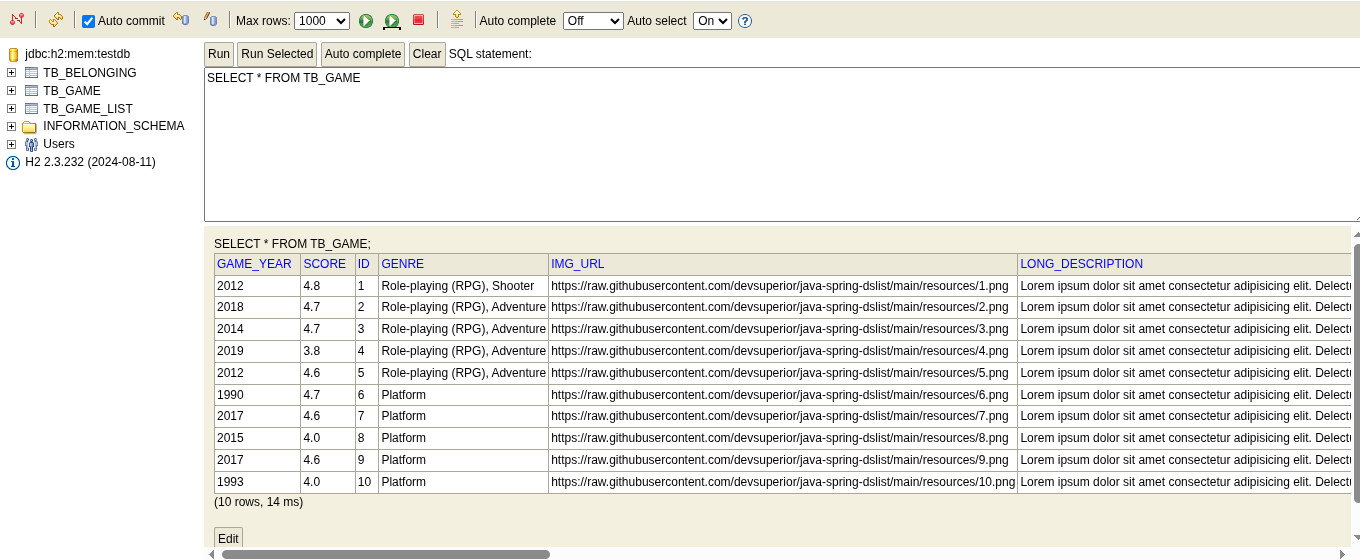 Auto commit Max rows: 1000 Auto complete Off Auto select On ?
jdbc:h2:mem:testdb
TB_BELONGING
TB_GAME
TB_GAME_LIST
INFORMATION_SCHEMA
Users
H2 2.3.232 (2024-08-11)
Run Run Selected Auto complete Clear SQL statement:
SELECT * FROM TB_GAME
SELECT * FROM TB_GAME;
GAME_YEAR SCORE ID GENRE IMG_URL LONG_DESCRIPTION
2012 4.8 1 Role-playing (RPG), Shooter https://raw.githubusercontent.com/devsuperior/java-spring-dslist/main/resources/1.png Lorem ipsum dolor sit amet consectetur adipisicing elit. Delect
2018 4.7 2 Role-playing (RPG), Adventure https://raw.githubusercontent.com/devsuperior/java-spring-dslist/main/resources/2.png Lorem ipsum dolor sit amet consectetur adipisicing elit. Delect
2014 4.7 3 Role-playing (RPG), Adventure https://raw.githubusercontent.com/devsuperior/java-spring-dslist/main/resources/3.png Lorem ipsum dolor sit amet consectetur adipisicing elit. Delect
2019 3.8 4 Role-playing (RPG), Adventure https://raw.githubusercontent.com/devsuperior/java-spring-dslist/main/resources/4.png Lorem ipsum dolor sit amet consectetur adipisicing elit. Delect
2012 4.6 5 Role-playing (RPG), Adventure https://raw.githubusercontent.com/devsuperior/java-spring-dslist/main/resources/5.png Lorem ipsum dolor sit amet consectetur adipisicing elit. Delect
1990 4.7 6 Platform https://raw.githubusercontent.com/devsuperior/java-spring-dslist/main/resources/6.png Lorem ipsum dolor sit amet consectetur adipisicing elit. Delect
2017 4.6 7 Platform https://raw.githubusercontent.com/devsuperior/java-spring-dslist/main/resources/7.png Lorem ipsum dolor sit amet consectetur adipisicing elit. Delect
2015 4.0 8 Platform https://raw.githubusercontent.com/devsuperior/java-spring-dslist/main/resources/8.png Lorem ipsum dolor sit amet consectetur adipisicing elit. Delect
2017 4.6 9 Platform https://raw.githubusercontent.com/devsuperior/java-spring-dslist/main/resources/9.png Lorem ipsum dolor sit amet consectetur adipisicing elit. Delect
1993 4.0 10 Platform https://raw.githubusercontent.com/devsuperior/java-spring-dslist/main/resources/10.png Lorem ipsum dolor sit amet consectetur adipisicing elit. Delect
(10 rows, 14 ms)
Edit